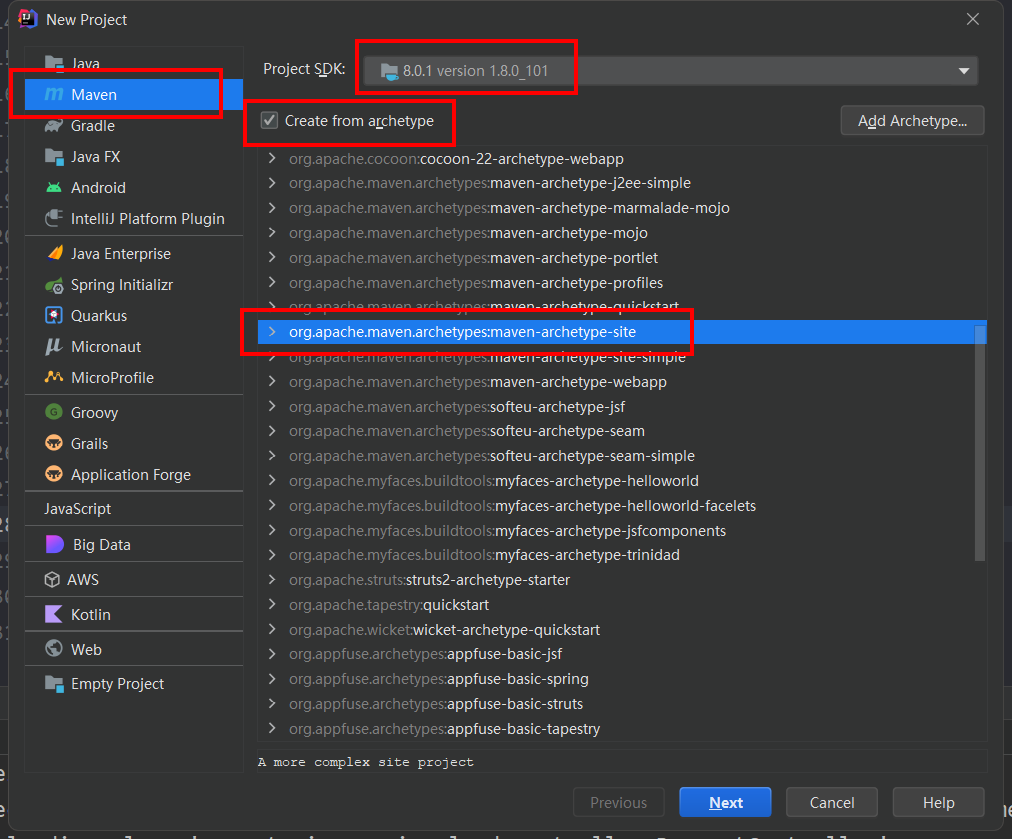 New Project
Java
Maven
Gradle
Java FX
Android
IntelliJ Platform Plugin
Java Enterprise
Spring Initializr
Quarkus
Micronaut
MicroProfile
Groovy
Grails
Application Forge
JavaScript
Big Data
AWS
Kotlin
Web
Empty Project
Project SDK:
8.0.1 version 1.8.0_101
Create from archetype
Add Archetype...
org.apache.cocoon:cocoon-22-archetype-webapp
org.apache.maven.archetypes:maven-archetype-j2ee-simple
org.apache.maven.archetypes:maven-archetype-marmalade-mojo
org.apache.maven.archetypes:maven-archetype-mojo
org.apache.maven.archetypes:maven-archetype-portlet
org.apache.maven.archetypes:maven-archetype-profiles
org.apache.maven.archetypes:maven-archetype-quickstart
org.apache.maven.archetypes:maven-archetype-site
org.apache.maven.archetypes:maven-archetype-site-simple
org.apache.maven.archetypes:maven-archetype-webapp
org.apache.maven.archetypes:softeu-archetype-jsf
org.apache.maven.archetypes:softeu-archetype-seam
org.apache.maven.archetypes:softeu-archetype-seam-simple
org.apache.myfaces.buildtools:myfaces-archetype-helloworld
org.apache.myfaces.buildtools:myfaces-archetype-helloworld-facelets
org.apache.myfaces.buildtools:myfaces-archetype-jsfcomponents
org.apache.myfaces.buildtools:myfaces-archetype-trinidad
org.apache.struts:struts2-archetype-starter
org.apache.tapestry:quickstart
org.apache.wicket:wicket-archetype-quickstart
org.appfuse.archetypes:appfuse-basic-jsf
org.appfuse.archetypes:appfuse-basic-spring
org.appfuse.archetypes:appfuse-basic-struts
org.appfuse.archetypes:appfuse-basic-tapestry
A more complex site project
Previous
Next
Cancel
Help